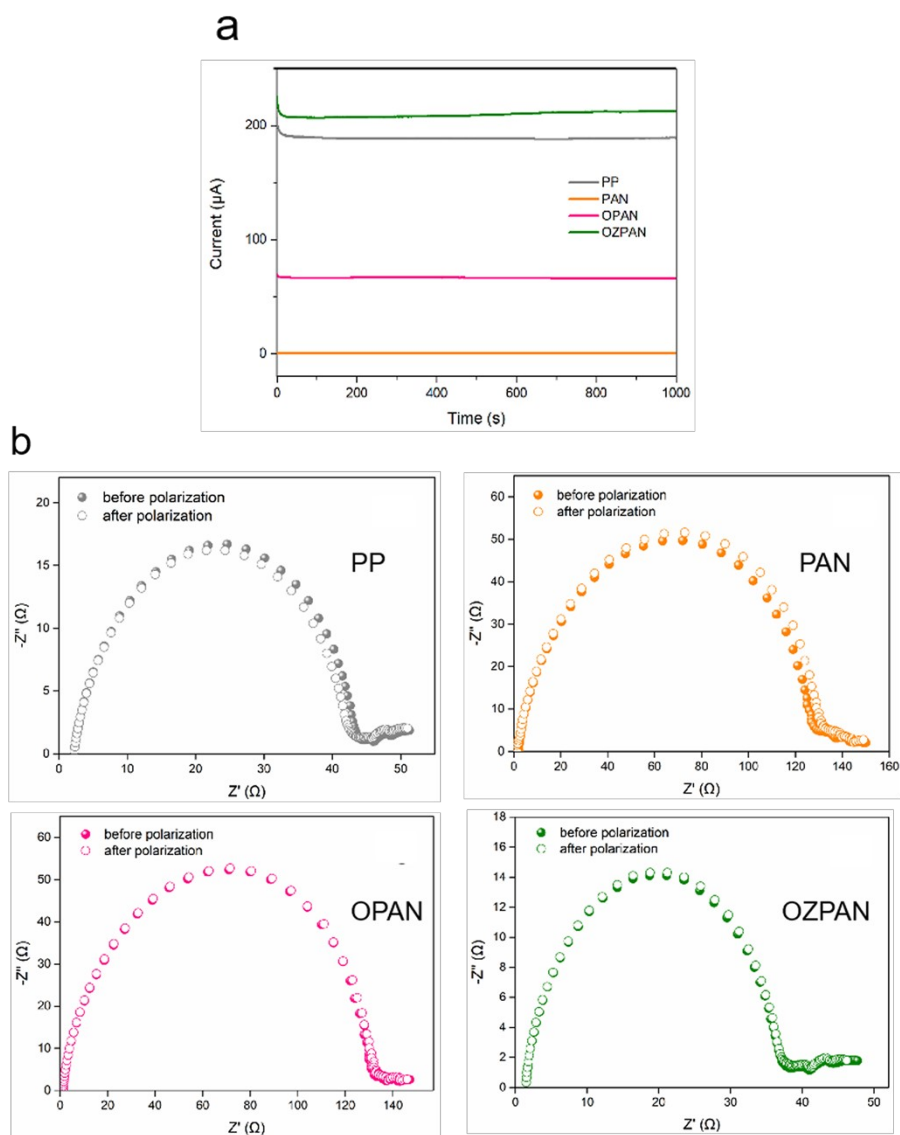 a
200
100
0
Current (µA)
PP
PAN
OPAN
OZPAN
0 200 400 600 800 1000
Time (s)
b
before polarization
after polarization
PP
20
15
10
5
0
-Z'' (Ω)
0 10 20 30 40 50
Z' (Ω)
before polarization
after polarization
PAN
60
50
40
30
20
10
0
-Z'' (Ω)
0 20 40 60 80 100 120 140 160
Z' (Ω)
before polarization
after polarization
OPAN
60
50
40
30
20
10
0
-Z'' (Ω)
0 20 40 60 80 100 120 140
Z' (Ω)
before polarization
after polarization
OZPAN
18
16
14
12
10
8
6
4
2
0
-Z'' (Ω)
0 10 20 30 40 50
Z' (Ω)